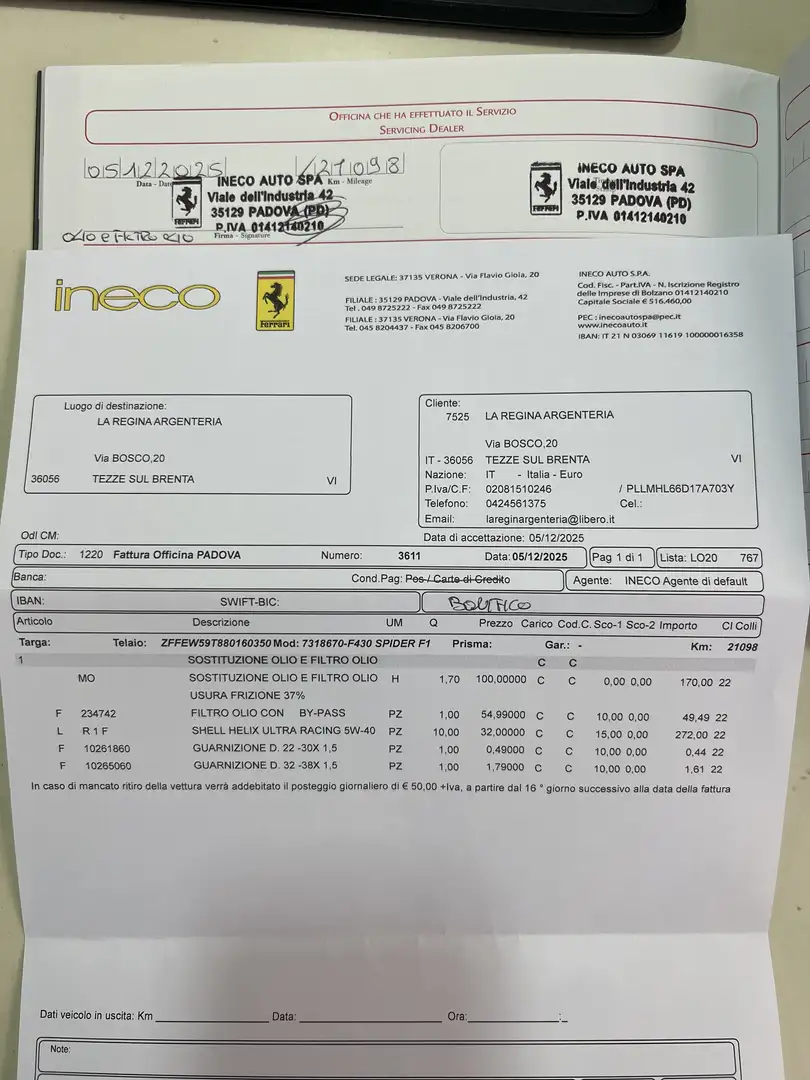 OFFICINA CHE HA EFFETTUATO IL SERVIZIO
SERVICING DEALER
05122025
Data - Date
21098
Km - Mileage
INECO AUTO SPA
Viale dell'Industria 42
35129 PADOVA (PD)
P.IVA 01412140210
Ferrari
OLIO e FILTRO OLIO
Firma - Signature
INECO AUTO SPA
Viale dell'Industria 42
35129 PADOVA (PD)
P.IVA 01412140210
Ferrari
ineco
Ferrari
SEDE LEGALE: 37135 VERONA - Via Flavio Gioia, 20
FILIALE : 35129 PADOVA - Viale dell'Industria, 42
Tel . 049 8725222 - Fax 049 8725222
FILIALE : 37135 VERONA - Via Flavio Gioia, 20
Tel. 045 8204437 - Fax 045 8206700
INECO AUTO S.P.A.
Cod. Fisc. - Part.IVA - N. Iscrizione Registro
delle Imprese di Bolzano 01412140210
Capitale Sociale € 516.460,00
PEC : inecoautospa@pec.it
www.inecoauto.it
IBAN: IT 21 N 03069 11619 100000016358
Luogo di destinazione:
LA REGINA ARGENTERIA
Via BOSCO,20
36056 TEZZE SUL BRENTA VI
Cliente:
7525 LA REGINA ARGENTERIA
Via BOSCO,20
IT - 36056 TEZZE SUL BRENTA VI
Nazione: IT - Italia - Euro
P.Iva/C.F: 02081510246 / PLLMHL66D17A703Y
Telefono: 0424561375 Cel.:
Email: lareginargenteria@libero.it
Odl CM:
Data di accettazione: 05/12/2025
Tipo Doc.: 1220 Fattura Officina PADOVA Numero: 3611 Data: 05/12/2025 Pag 1 di 1 Lista: LO20 767
Banca: Cond.Pag: Pos / Carte di Credito Agente: INECO Agente di default
IBAN: SWIFT-BIC: BONIFICO
Articolo Descrizione UM Q Prezzo Carico Cod.C. Sco-1 Sco-2 Importo CI Colli
Targa: Telaio: ZFFEW59T880160350 Mod: 7318670-F430 SPIDER F1 Prisma: Gar.: - Km: 21098
1 SOSTITUZIONE OLIO E FILTRO OLIO C C
MO SOSTITUZIONE OLIO E FILTRO OLIO H 1,70 100,00000 C C 0,00 0,00 170,00 22
USURA FRIZIONE 37%
F 234742 FILTRO OLIO CON BY-PASS PZ 1,00 54,99000 C C 10,00 0,00 49,49 22
L R 1 F SHELL HELIX ULTRA RACING 5W-40 PZ 10,00 32,00000 C C 15,00 0,00 272,00 22
F 10261860 GUARNIZIONE D. 22 -30X 1,5 PZ 1,00 0,49000 C C 10,00 0,00 0,44 22
F 10265060 GUARNIZIONE D. 32 -38X 1,5 PZ 1,00 1,79000 C C 10,00 0,00 1,61 22
In caso di mancato ritiro della vettura verrà addebitato il posteggio giornaliero di € 50,00 +Iva, a partire dal 16 ° giorno successivo alla data della fattura
Dati veicolo in uscita: Km Data: Ora: :
Note: